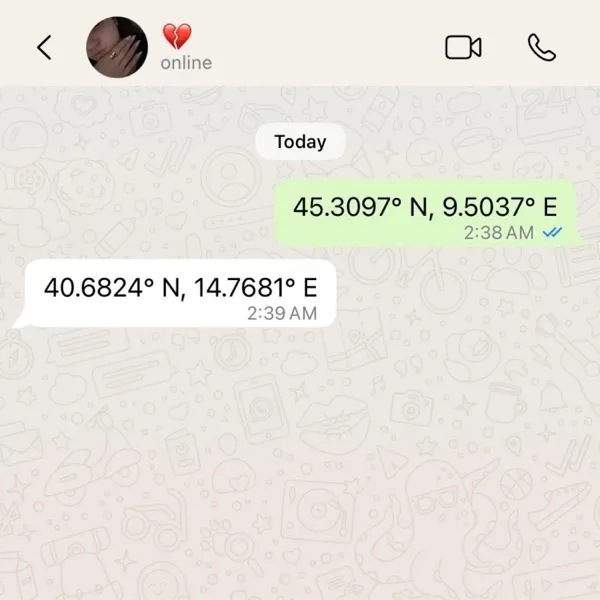 💔
online
Today
45.3097° N, 9.5037° E
2:38 AM
40.6824° N, 14.7681° E
2:39 AM